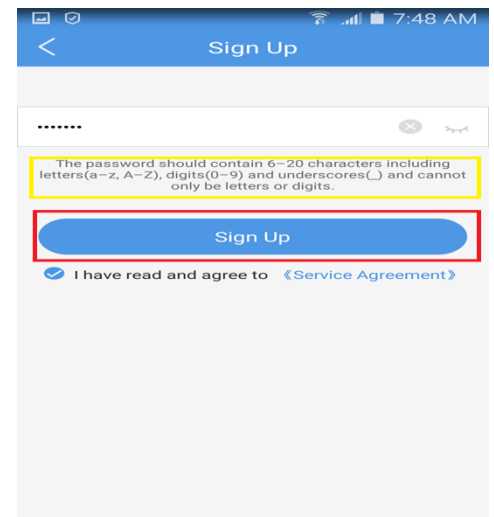 7:48 AM
Sign Up
•••••••
The password should contain 6-20 characters including
letters(a-z, A-Z), digits(0-9) and underscores(_) and cannot
only be letters or digits.
Sign Up
I have read and agree to 《Service Agreement》